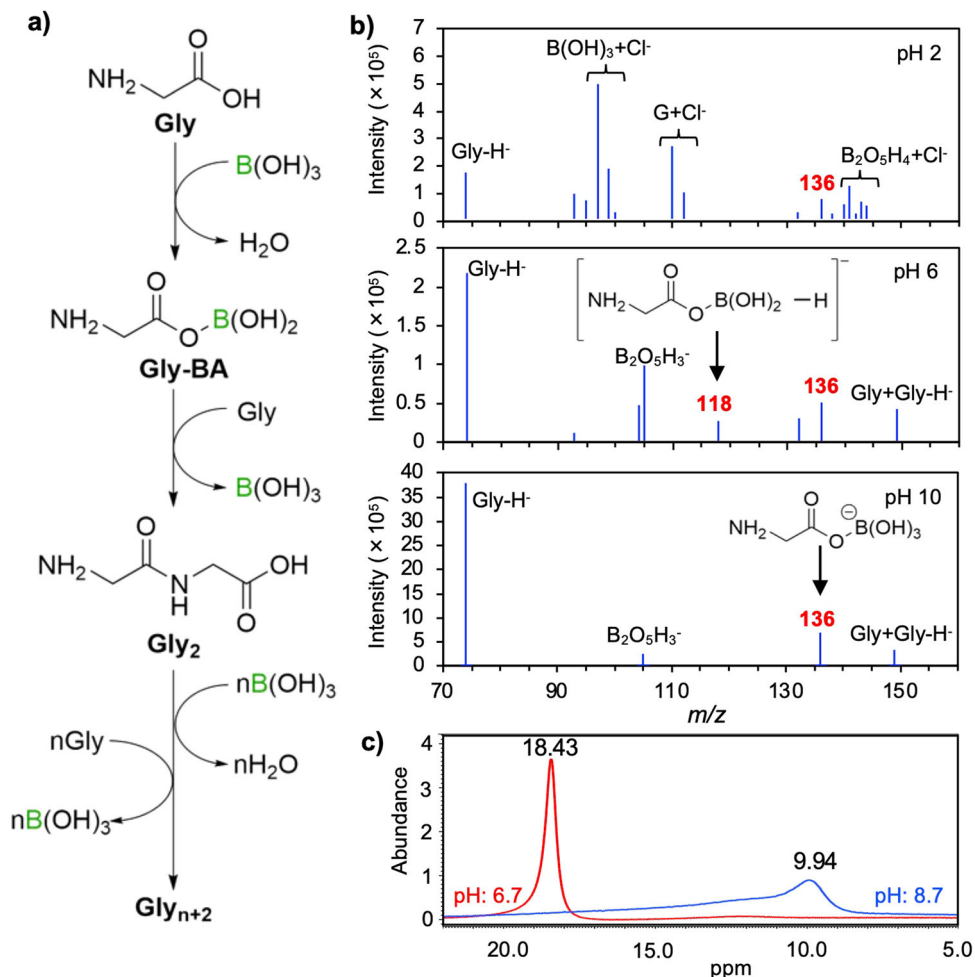 a)
O
NH₂
OH
Gly
B(OH)₃
H₂O
O
NH₂
O
B(OH)₂
Gly-BA
Gly
B(OH)₃
O
NH₂
N
H
OH
O
Gly₂
nB(OH)₃
nGly
nH₂O
nB(OH)₃
Glyₙ₊₂
b)
7
6
5
4
3
2
1
0
Intensity (× 10⁵)
pH 2
B(OH)₃+Cl⁻
G+Cl⁻
Gly-H⁻
136
B₂O₅H₄+Cl⁻
2.5
2
1.5
1
0.5
0
Intensity (× 10⁵)
pH 6
Gly-H⁻
O
NH₂
O
B(OH)₂
–H
−
B₂O₅H₃⁻
118
136
Gly+Gly-H⁻
40
35
30
25
20
15
10
5
0
Intensity (× 10⁵)
pH 10
Gly-H⁻
O
NH₂
O
⊖
B(OH)₃
B₂O₅H₃⁻
136
Gly+Gly-H⁻
70 90 110 130 150
m/z
c)
4
3
2
1
0
Abundance
18.43
9.94
pH: 6.7
pH: 8.7
20.0 15.0 10.0 5.0
ppm